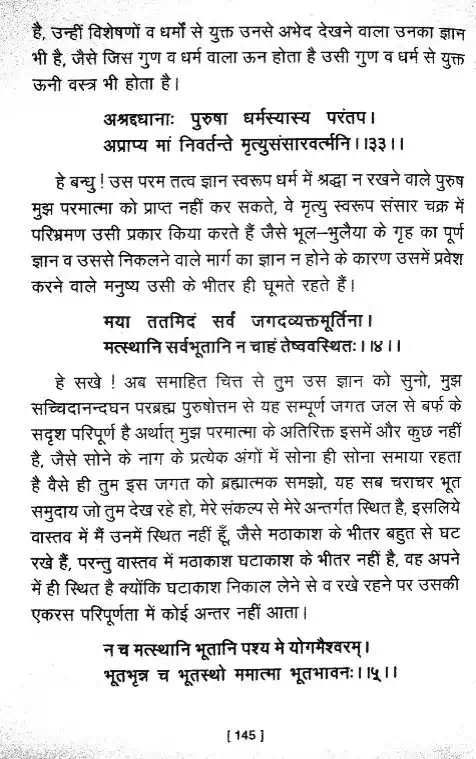 है, उन्हीं विशेषणों व धर्मों से युक्त उनसे अभेद देखने वाला उनका ज्ञान
भी है, जैसे जिस गुण व धर्म वाला ऊन होता है उसी गुण व धर्म से युक्त
ऊनी वस्त्र भी होता है।
अश्रद्दधानाः पुरुषा धर्मस्यास्य परंतप।
अप्राप्य मां निवर्तन्ते मृत्युसंसारवर्त्मनि।।३३।।
हे बन्धु! उस परम तत्व ज्ञान स्वरूप धर्म में श्रद्धा न रखने वाले पुरुष
मुझ परमात्मा को प्राप्त नहीं कर सकते, वे मृत्यु स्वरूप संसार चक्र में
परिभ्रमण उसी प्रकार किया करते हैं जैसे भूल-भुलैया के गृह का पूर्ण
ज्ञान व उससे निकलने वाले मार्ग का ज्ञान न होने के कारण उसमें प्रवेश
करने वाले मनुष्य उसी के भीतर ही घूमते रहते हैं।
मया ततमिदं सर्वं जगदव्यक्तमूर्तिना।
मत्स्थानि सर्वभूतानि न चाहं तेष्ववस्थितः।।४।।
हे सखे! अब समाहित चित्त से तुम उस ज्ञान को सुनो, मुझ
सच्चिदानन्दघन परब्रह्म पुरुषोत्तम से यह सम्पूर्ण जगत जल से बर्फ के
सदृश परिपूर्ण है अर्थात् मुझ परमात्मा के अतिरिक्त इसमें और कुछ नहीं
है, जैसे सोने के नाग के प्रत्येक अंगों में सोना ही सोना समाया रहता
है वैसे ही तुम इस जगत को ब्रह्मात्मक समझो, यह सब चराचर भूत
समुदाय जो तुम देख रहे हो, मेरे संकल्प से मेरे अन्तर्गत स्थित है, इसलिये
वास्तव में मैं उनमें स्थित नहीं हूँ, जैसे मठाकाश के भीतर बहुत से घट
रखे हैं, परन्तु वास्तव में मठाकाश घटाकाश के भीतर नहीं है, वह अपने
में ही स्थित है क्योंकि घटाकाश निकाल लेने से व रखे रहने पर उसकी
एकरस परिपूर्णता में कोई अन्तर नहीं आता।
न च मत्स्थानि भूतानि पश्य मे योगमैश्वरम्।
भूतभृन्न च भूतस्थो ममात्मा भूतभावनः।।५।।
[ 145 ]